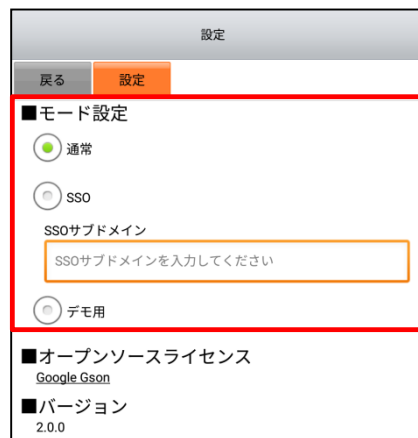 設定
戻る 設定
■モード設定
通常
SSO
SSOサブドメイン
SSOサブドメインを入力してください
デモ用
■オープンソースライセンス
Google Gson
■バージョン
2.0.0